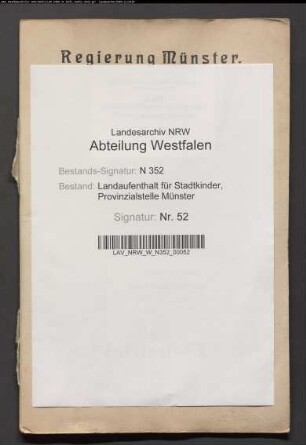 Regierung Münster.
Landesarchiv NRW
Abteilung Westfalen
Bestands-Signatur: N 352
Bestand: Landaufenthalt für Stadtkinder,
Provinzialstelle Münster
Signatur: Nr. 52
LAV_NRW_W_N352_00052